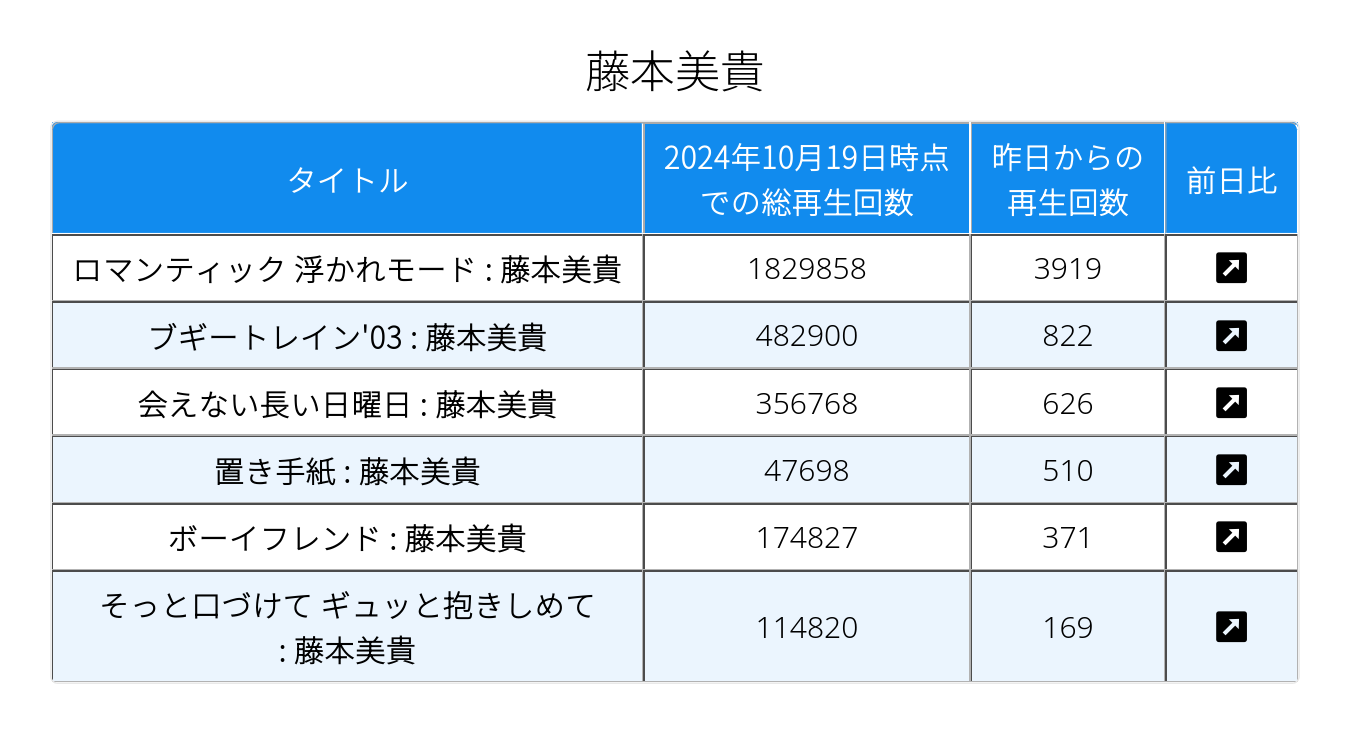 藤本美貴
タイトル
2024年10月19日時点
での総再生回数
昨日からの
再生回数
前日比
ロマンティック 浮かれモード : 藤本美貴
1829858
3919
ブギートレイン'03 : 藤本美貴
482900
822
会えない長い日曜日 : 藤本美貴
356768
626
置き手紙 : 藤本美貴
47698
510
ボーイフレンド : 藤本美貴
174827
371
そっと口づけて ギュッと抱きしめて
: 藤本美貴
114820
169